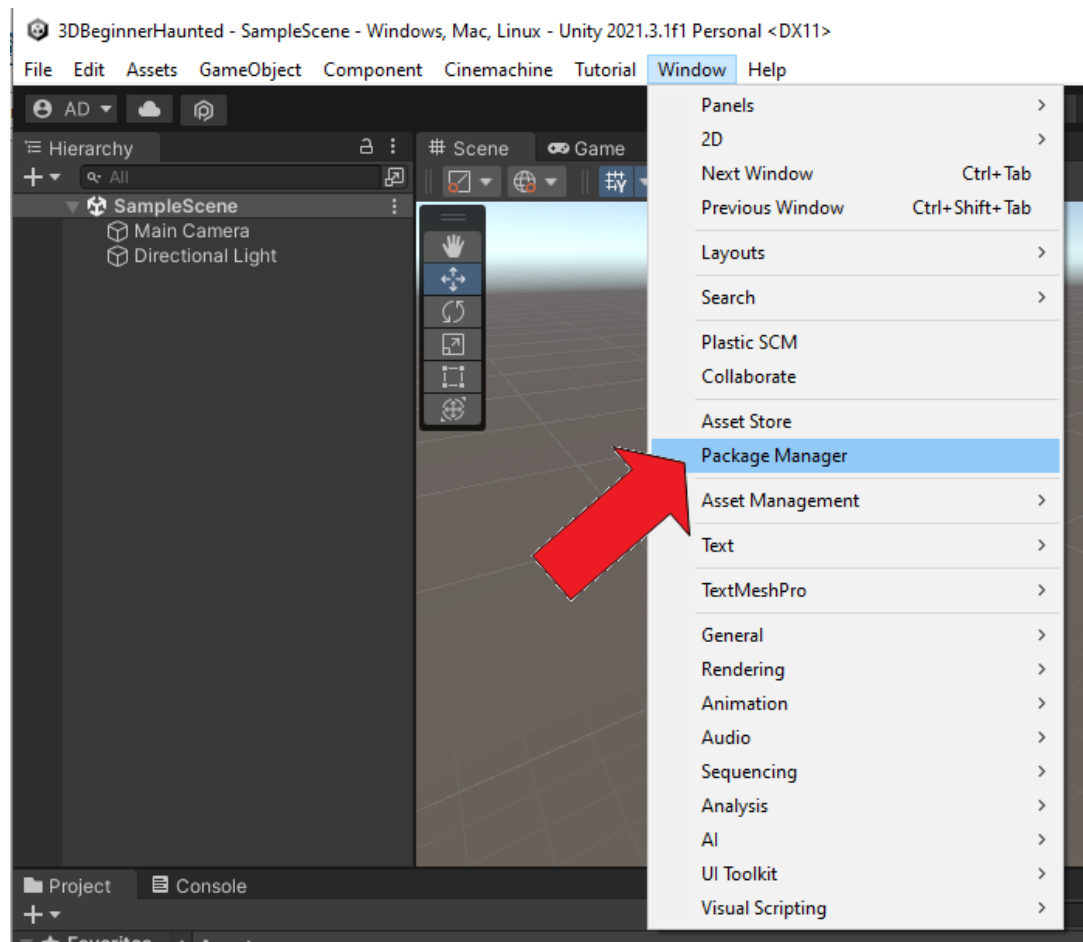 3DBeginnerHaunted - SampleScene - Windows, Mac, Linux - Unity 2021.3.1f1 Personal <DX11>
File Edit Assets GameObject Component Cinemachine Tutorial Window Help
AD
Hierarchy
Scene Game
All
SampleScene
Main Camera
Directional Light
Panels
2D
Next Window Ctrl+Tab
Previous Window Ctrl+Shift+Tab
Layouts
Search
Plastic SCM
Collaborate
Asset Store
Package Manager
Asset Management
Text
TextMeshPro
General
Rendering
Animation
Audio
Sequencing
Analysis
AI
UI Toolkit
Visual Scripting
Project Console
Favorites